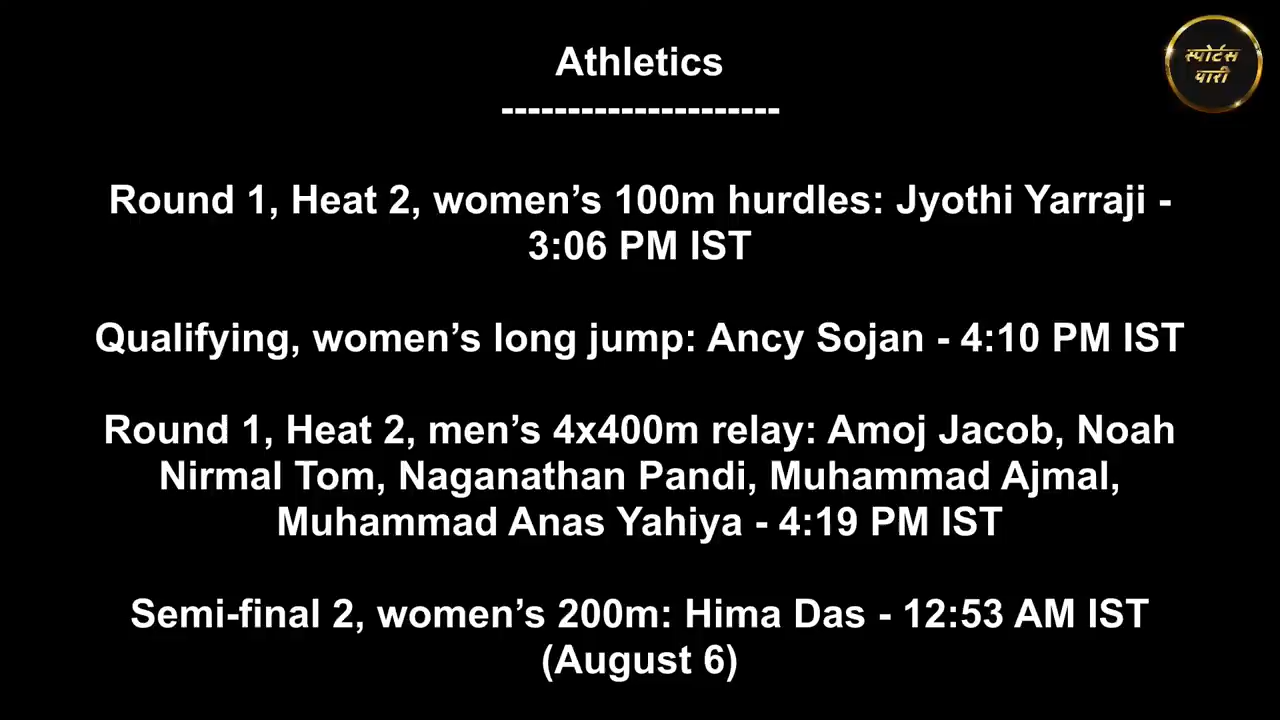 Athletics
---------------------
स्पोर्टस
पारी
Round 1, Heat 2, women’s 100m hurdles: Jyothi Yarraji -
3:06 PM IST
Qualifying, women’s long jump: Ancy Sojan - 4:10 PM IST
Round 1, Heat 2, men’s 4x400m relay: Amoj Jacob, Noah
Nirmal Tom, Naganathan Pandi, Muhammad Ajmal,
Muhammad Anas Yahiya - 4:19 PM IST
Semi-final 2, women’s 200m: Hima Das - 12:53 AM IST
(August 6)